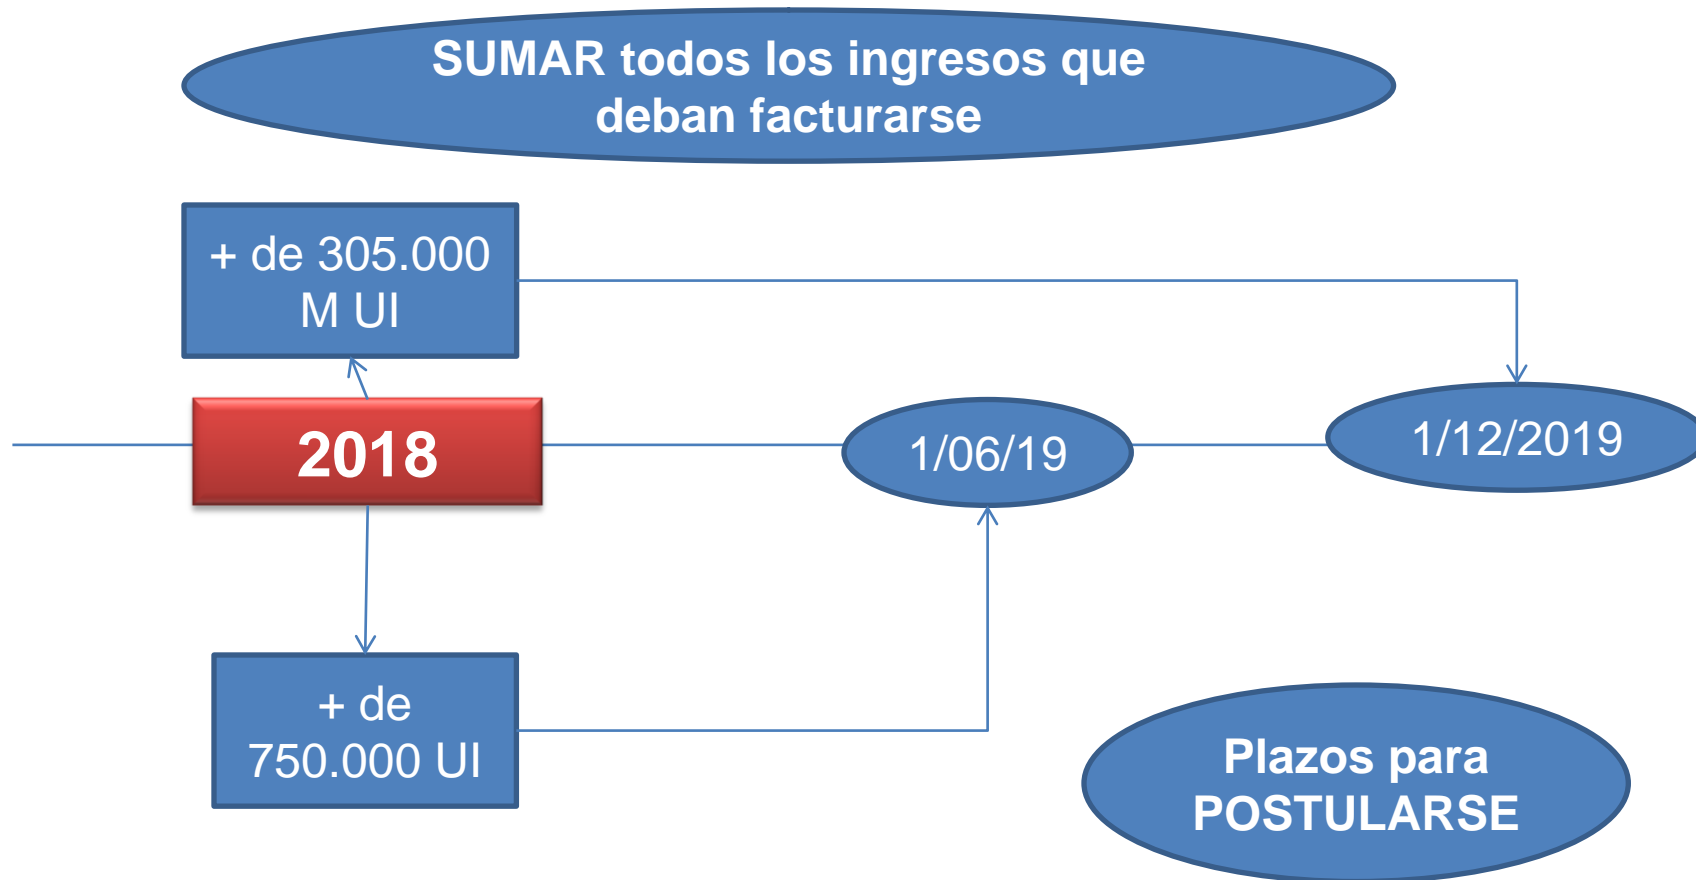 SUMAR todos los ingresos que
deban facturarse
+ de 305.000
M UI
2018
1/06/19
1/12/2019
+ de
750.000 UI
Plazos para
POSTULARSE